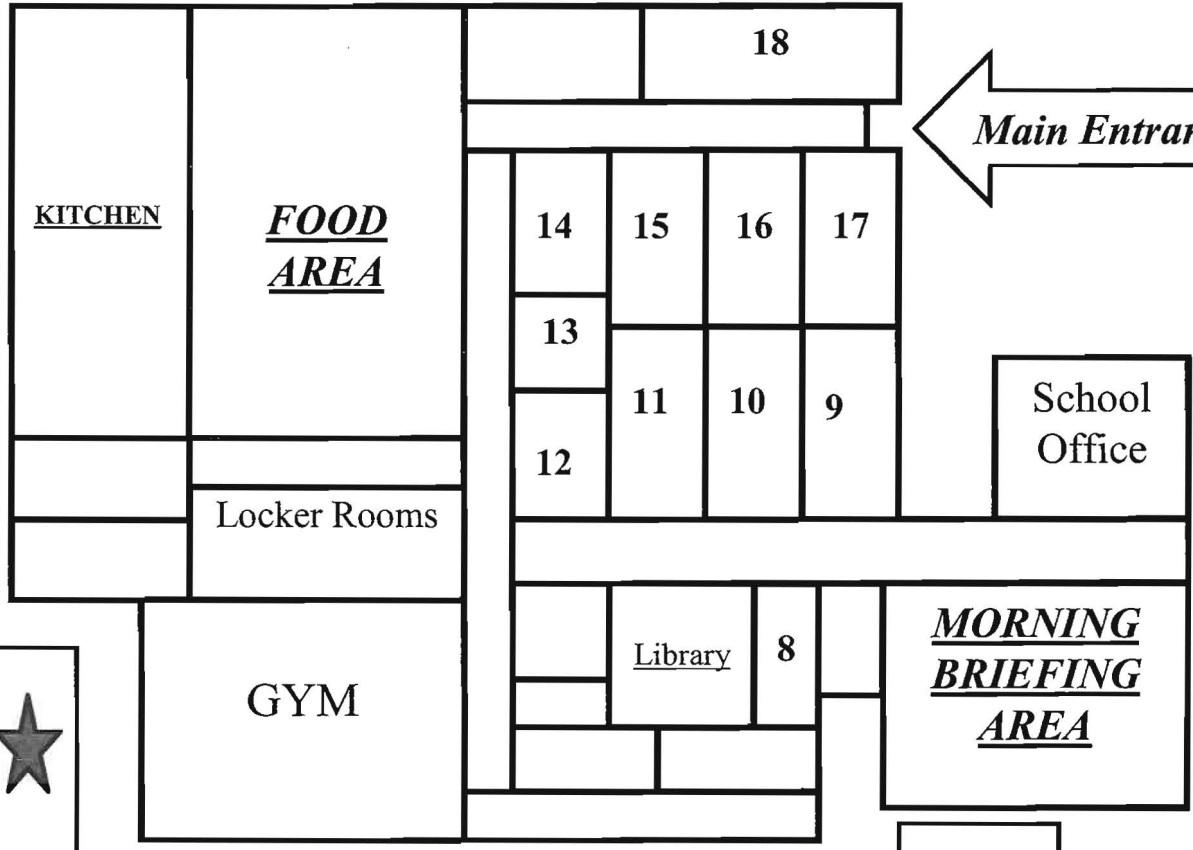 18
Main Entran
KITCHEN
FOOD
AREA
14
15
16
17
13
11
10
9
12
School
Office
Locker Rooms
GYM
Library
8
MORNING
BRIEFING
AREA